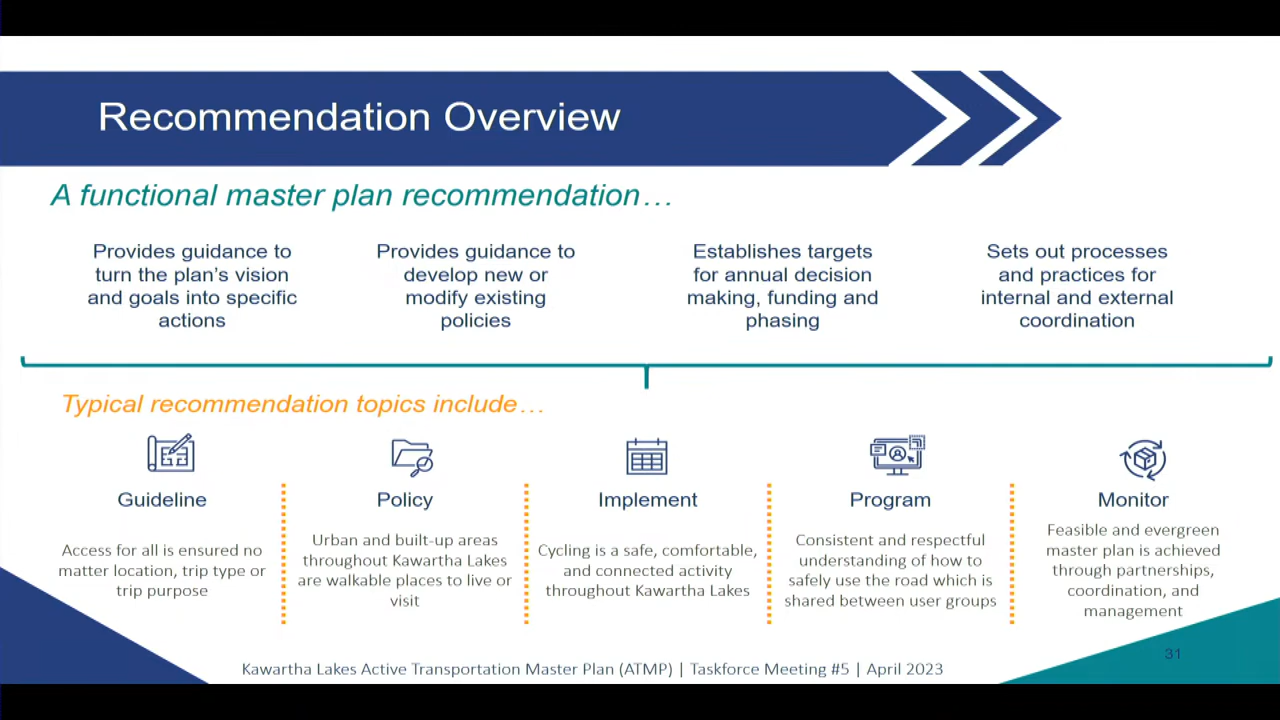 Recommendation Overview
A functional master plan recommendation…
Provides guidance to
turn the plan’s vision
and goals into specific
actions
Provides guidance to
develop new or
modify existing
policies
Establishes targets
for annual decision
making, funding and
phasing
Sets out processes
and practices for
internal and external
coordination
Typical recommendation topics include…
Guideline
Access for all is ensured no
matter location, trip type or
trip purpose
Policy
Urban and built-up areas
throughout Kawartha Lakes
are walkable places to live or
visit
Implement
Cycling is a safe, comfortable,
and connected activity
throughout Kawartha Lakes
Program
Consistent and respectful
understanding of how to
safely use the road which is
shared between user groups
Monitor
Feasible and evergreen
master plan is achieved
through partnerships,
coordination, and
management
31
Kawartha Lakes Active Transportation Master Plan (ATMP) | Taskforce Meeting #5 | April 2023